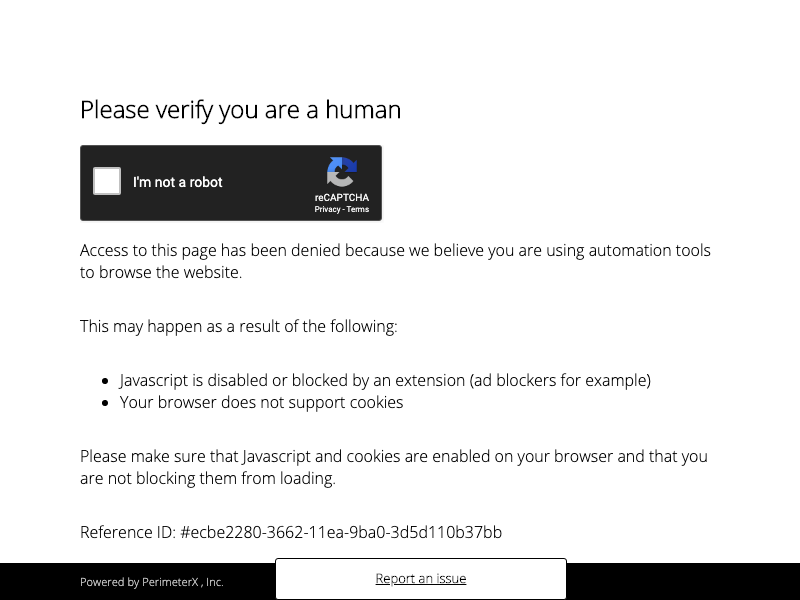 Please verify you are a human
I'm not a robot
reCAPTCHA
Privacy - Terms
Access to this page has been denied because we believe you are using automation tools
to browse the website.
This may happen as a result of the following:
Javascript is disabled or blocked by an extension (ad blockers for example)
Your browser does not support cookies
Please make sure that Javascript and cookies are enabled on your browser and that you
are not blocking them from loading.
Reference ID: #ecbe2280-3662-11ea-9ba0-3d5d110b37bb
Powered by PerimeterX , Inc.
Report an issue